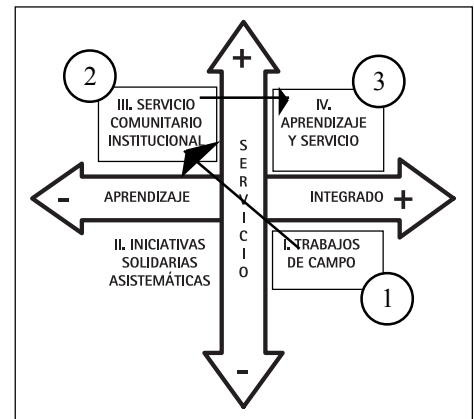 +
2
3
III. SERVICIO
COMUNITARIO
INSTITUCIONAL
IV.
APRENDIZAJE
Y SERVICIO
SERVICIO
-
APRENDIZAJE
INTEGRADO
+
II. INICIATIVAS
SOLIDARIAS
ASISTEMÁTICAS
I. TRABAJOS
DE CAMPO
1
-